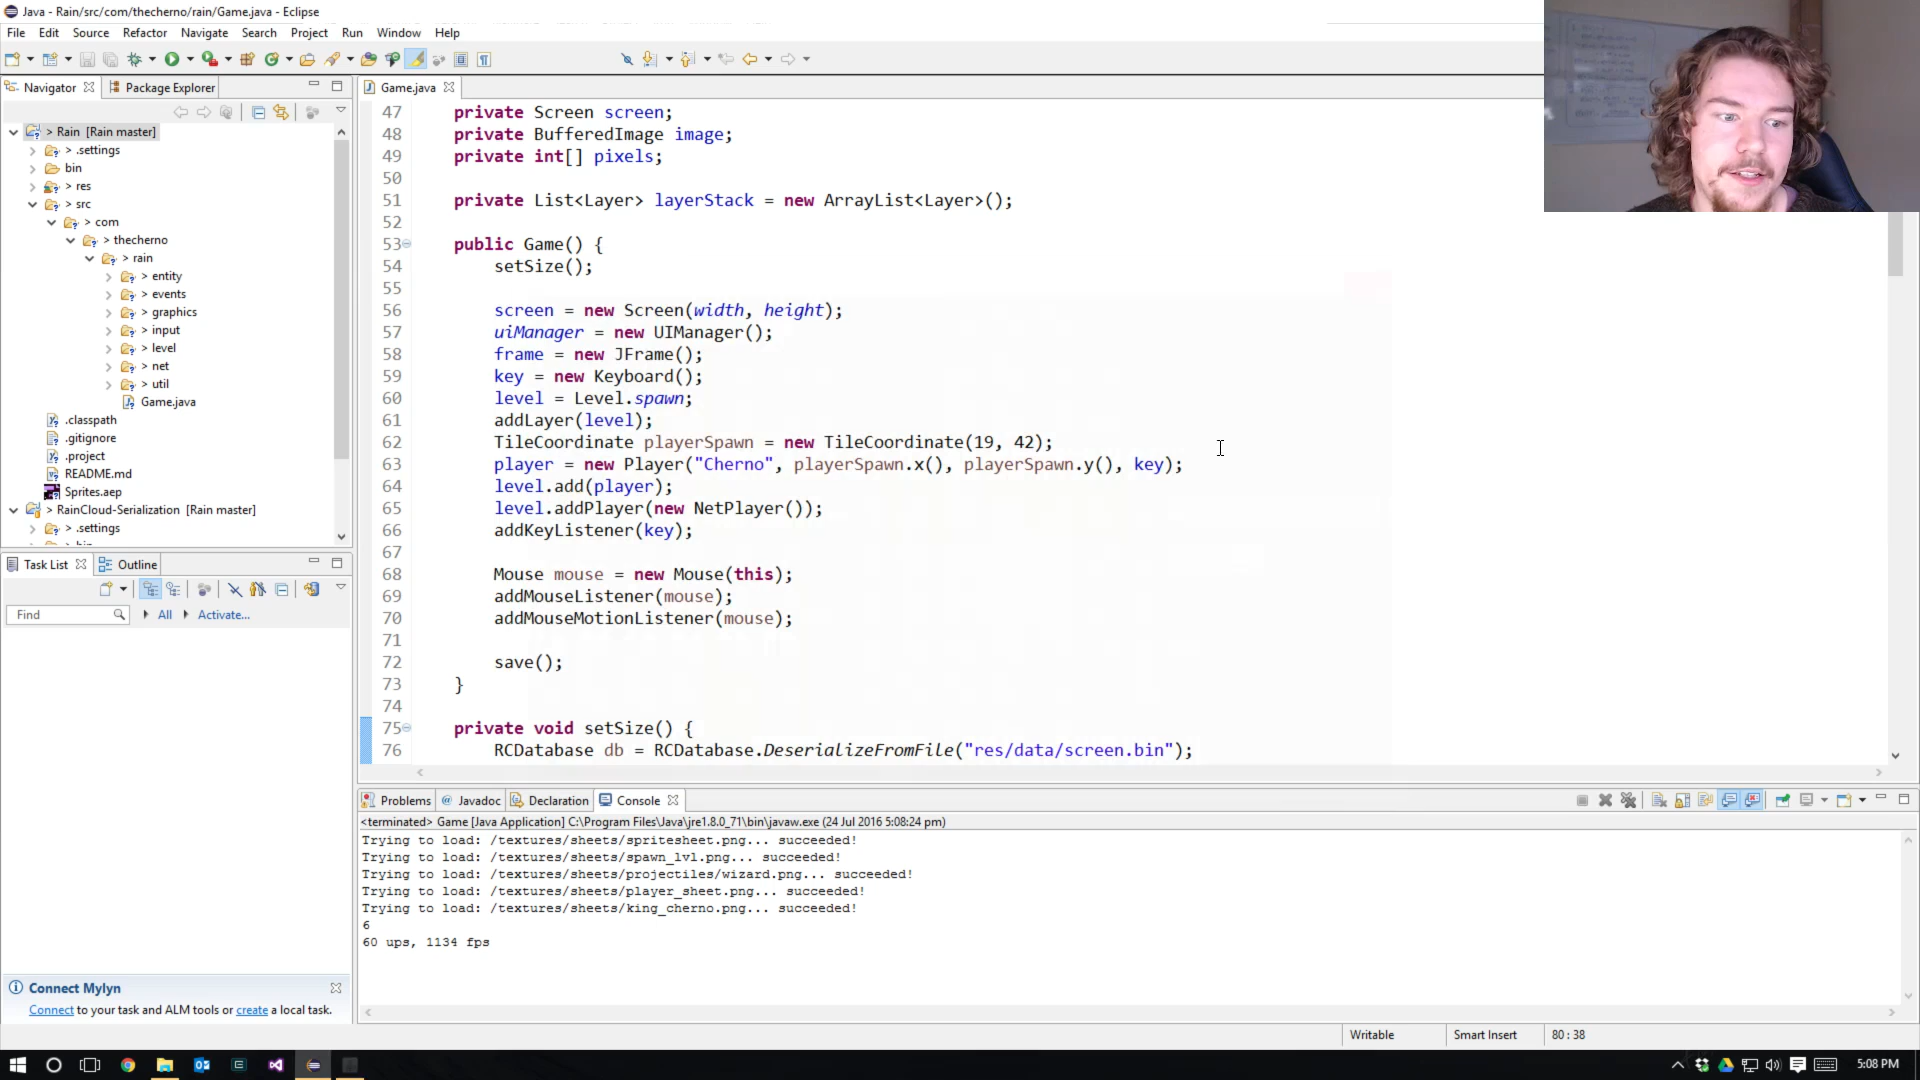 Java - Rain/src/com/thecherno/rain/Game.java - Eclipse
File Edit Source Refactor Navigate Search Project Run Window Help
Navigator Package Explorer
> Rain [Rain master]
> .settings
bin
> res
> src
> com
> thecherno
> rain
> entity
> events
> graphics
> input
> level
> net
> util
Game.java
.classpath
.gitignore
.project
README.md
Sprites.aep
> RainCloud-Serialization [Rain master]
> .settings
Task List Outline
Find All Activate...
Connect Mylyn
Connect to your task and ALM tools or create a local task.
Game.java
47 private Screen screen;
48 private BufferedImage image;
49 private int[] pixels;
50
51 private List<Layer> layerStack = new ArrayList<Layer>();
52
53 public Game() {
54 setSize();
55
56 screen = new Screen(width, height);
57 uiManager = new UIManager();
58 frame = new JFrame();
59 key = new Keyboard();
60 level = Level.spawn;
61 addLayer(level);
62 TileCoordinate playerSpawn = new TileCoordinate(19, 42);
63 player = new Player("Cherno", playerSpawn.x(), playerSpawn.y(), key);
64 level.add(player);
65 level.addPlayer(new NetPlayer());
66 addKeyListener(key);
67
68 Mouse mouse = new Mouse(this);
69 addMouseListener(mouse);
70 addMouseMotionListener(mouse);
71
72 save();
73 }
74
75 private void setSize() {
76 RCDatabase db = RCDatabase.DeserializeFromFile("res/data/screen.bin");
Problems Javadoc Declaration Console
<terminated> Game [Java Application] C:\Program Files\Java\jre1.8.0_71\bin\javaw.exe (24 Jul 2016 5:08:24 pm)
Trying to load: /textures/sheets/spritesheet.png... succeeded!
Trying to load: /textures/sheets/spawn_lvl.png... succeeded!
Trying to load: /textures/sheets/projectiles/wizard.png... succeeded!
Trying to load: /textures/sheets/player_sheet.png... succeeded!
Trying to load: /textures/sheets/king_cherno.png... succeeded!
6
60 ups, 1134 fps
Writable Smart Insert 80 : 38
5:08 PM